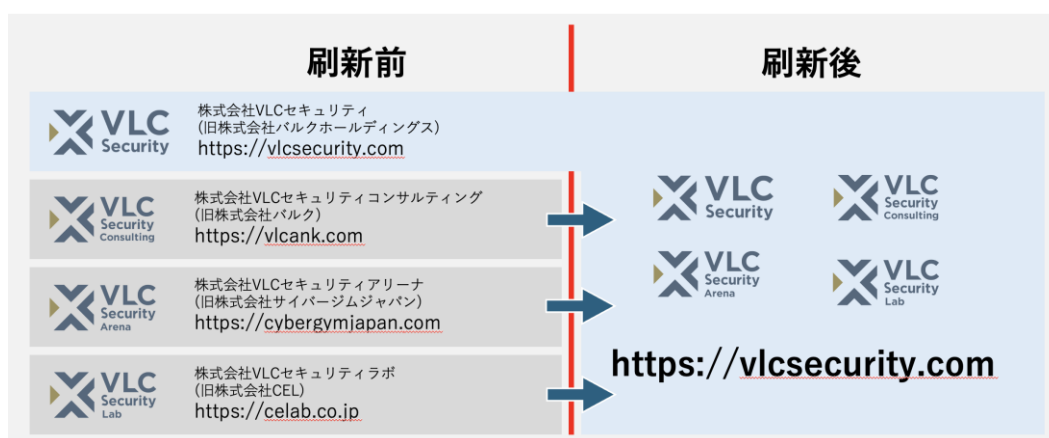 刷新前
刷新後
VLC
Security
株式会社VLCセキュリティ
(旧株式会社バルクホールディングス)
https://vlcsecurity.com
VLC
Security
Consulting
株式会社VLCセキュリティコンサルティング
(旧株式会社バルク)
https://vlcank.com
VLC
Security
Arena
株式会社VLCセキュリティアリーナ
(旧株式会社サイバージムジャパン)
https://cybergymjapan.com
VLC
Security
Lab
株式会社VLCセキュリティラボ
(旧株式会社CEL)
https://celab.co.jp
VLC
Security
VLC
Security
Consulting
VLC
Security
Arena
VLC
Security
Lab
https://vlcsecurity.com